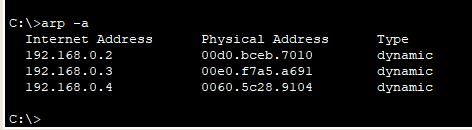 C:\>arp -a
Internet Address Physical Address Type
192.168.0.2 00d0.bceb.7010 dynamic
192.168.0.3 00e0.f7a5.a691 dynamic
192.168.0.4 0060.5c28.9104 dynamic
C:\>